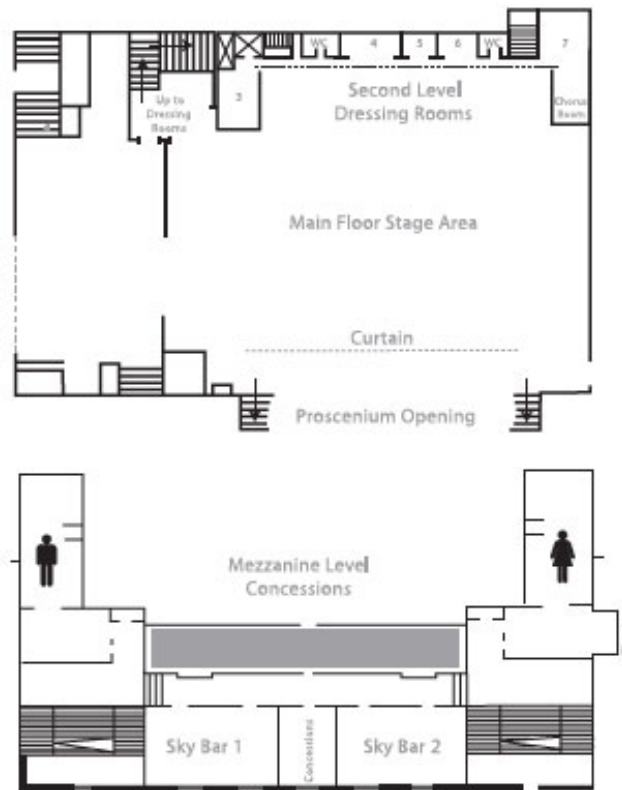 WC
4
5
6
WC
7
3
Up to
Dressing
Rooms
Second Level
Dressing Rooms
Chorus
Room
Main Floor Stage Area
Curtain
Proscenium Opening
Mezzanine Level
Concessions
Sky Bar 1
Concessions
Sky Bar 2